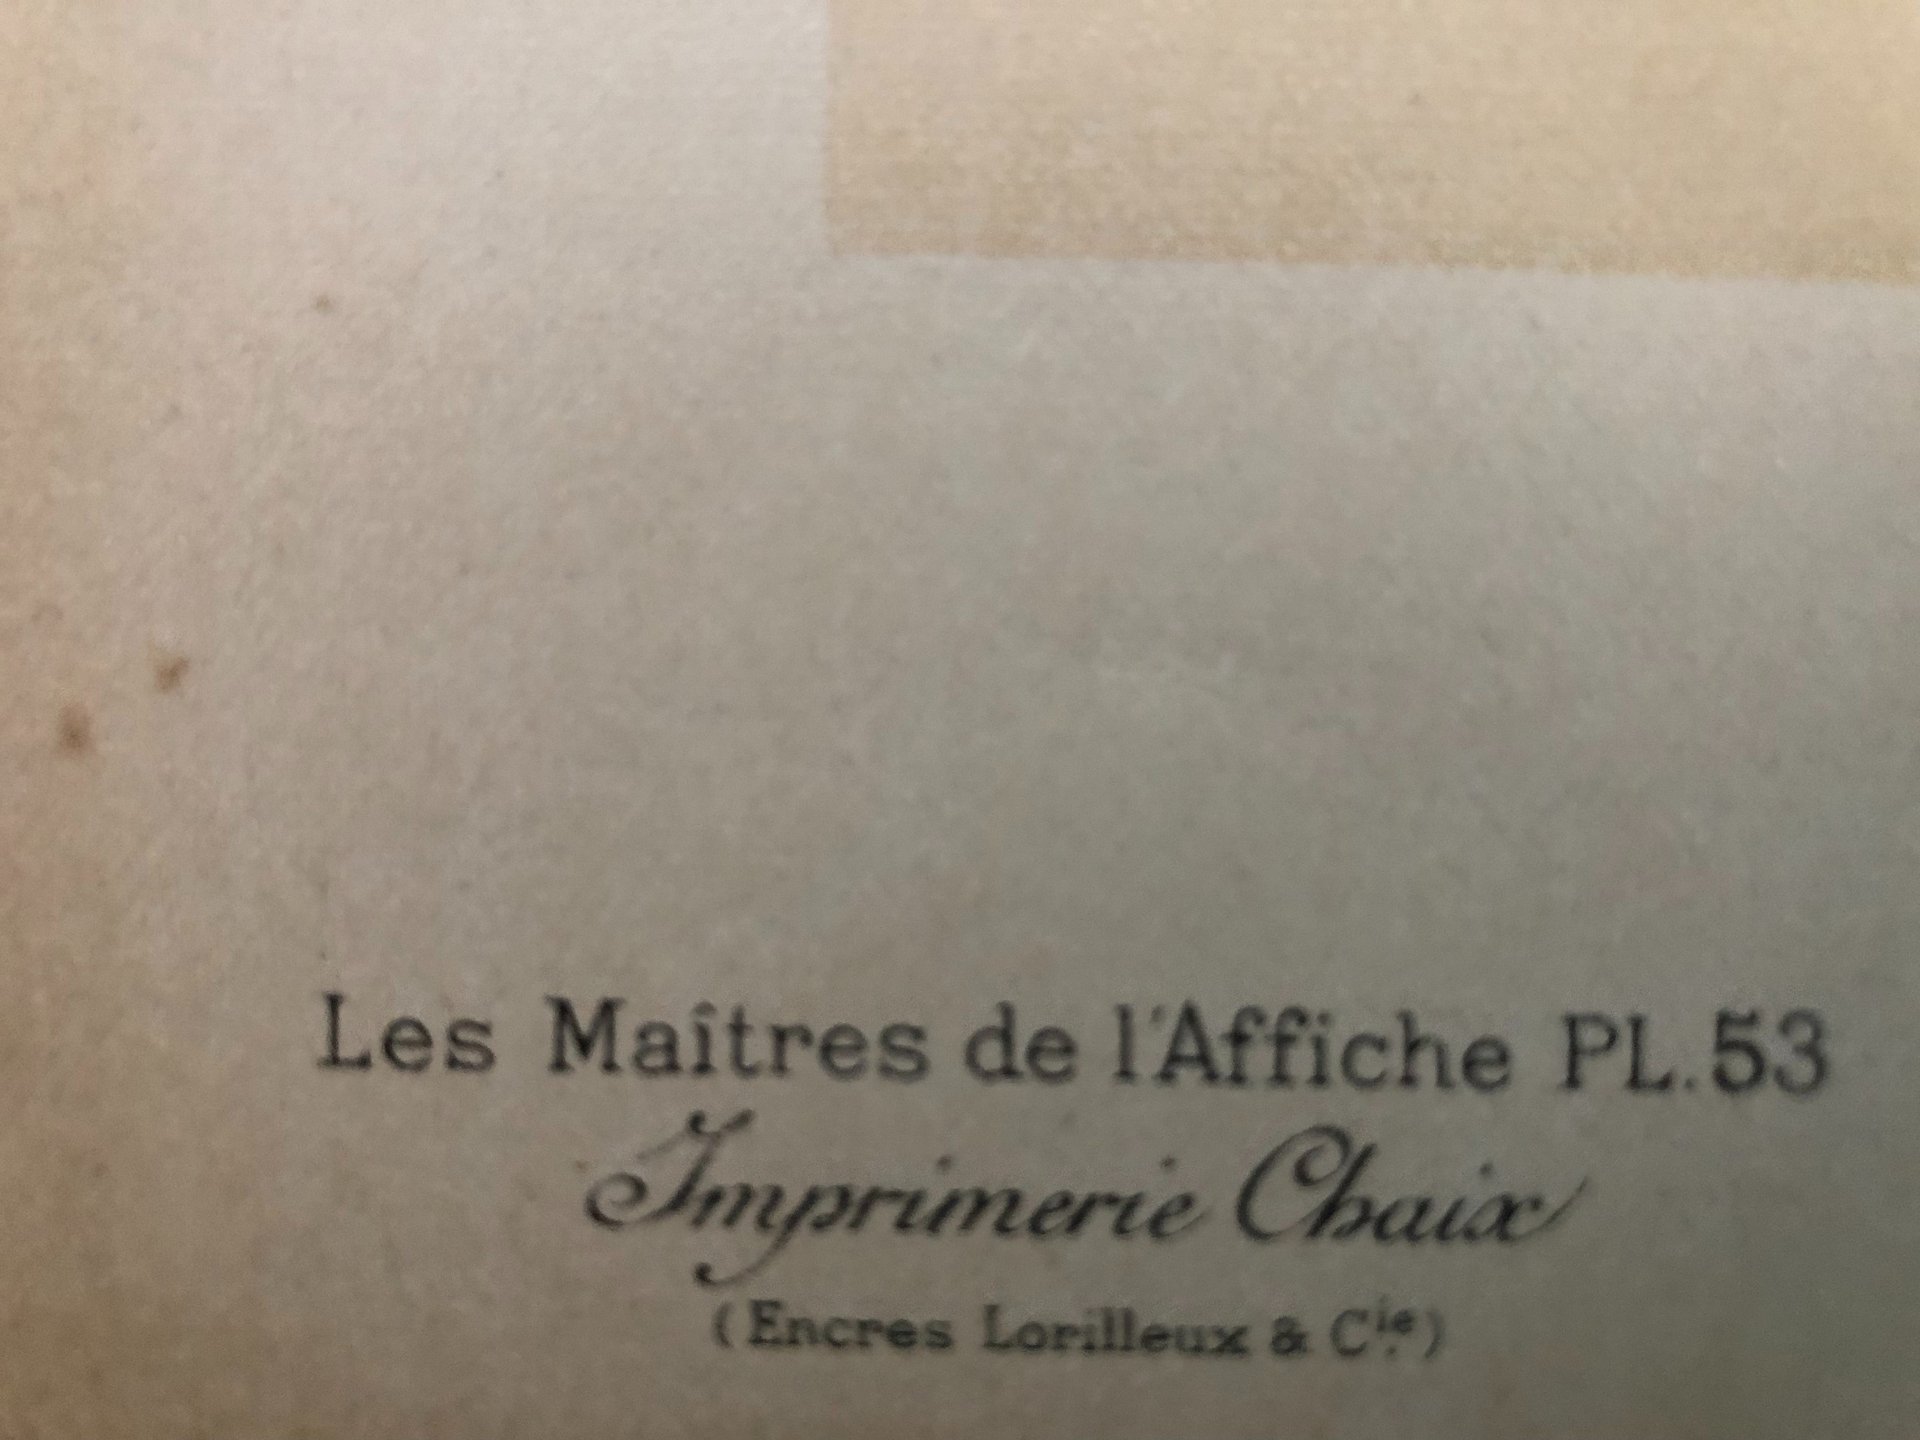 Les Maîtres de l'Affiche PL.53
Imprimerie Chaix
(Encres Lorilleux & Cie.)